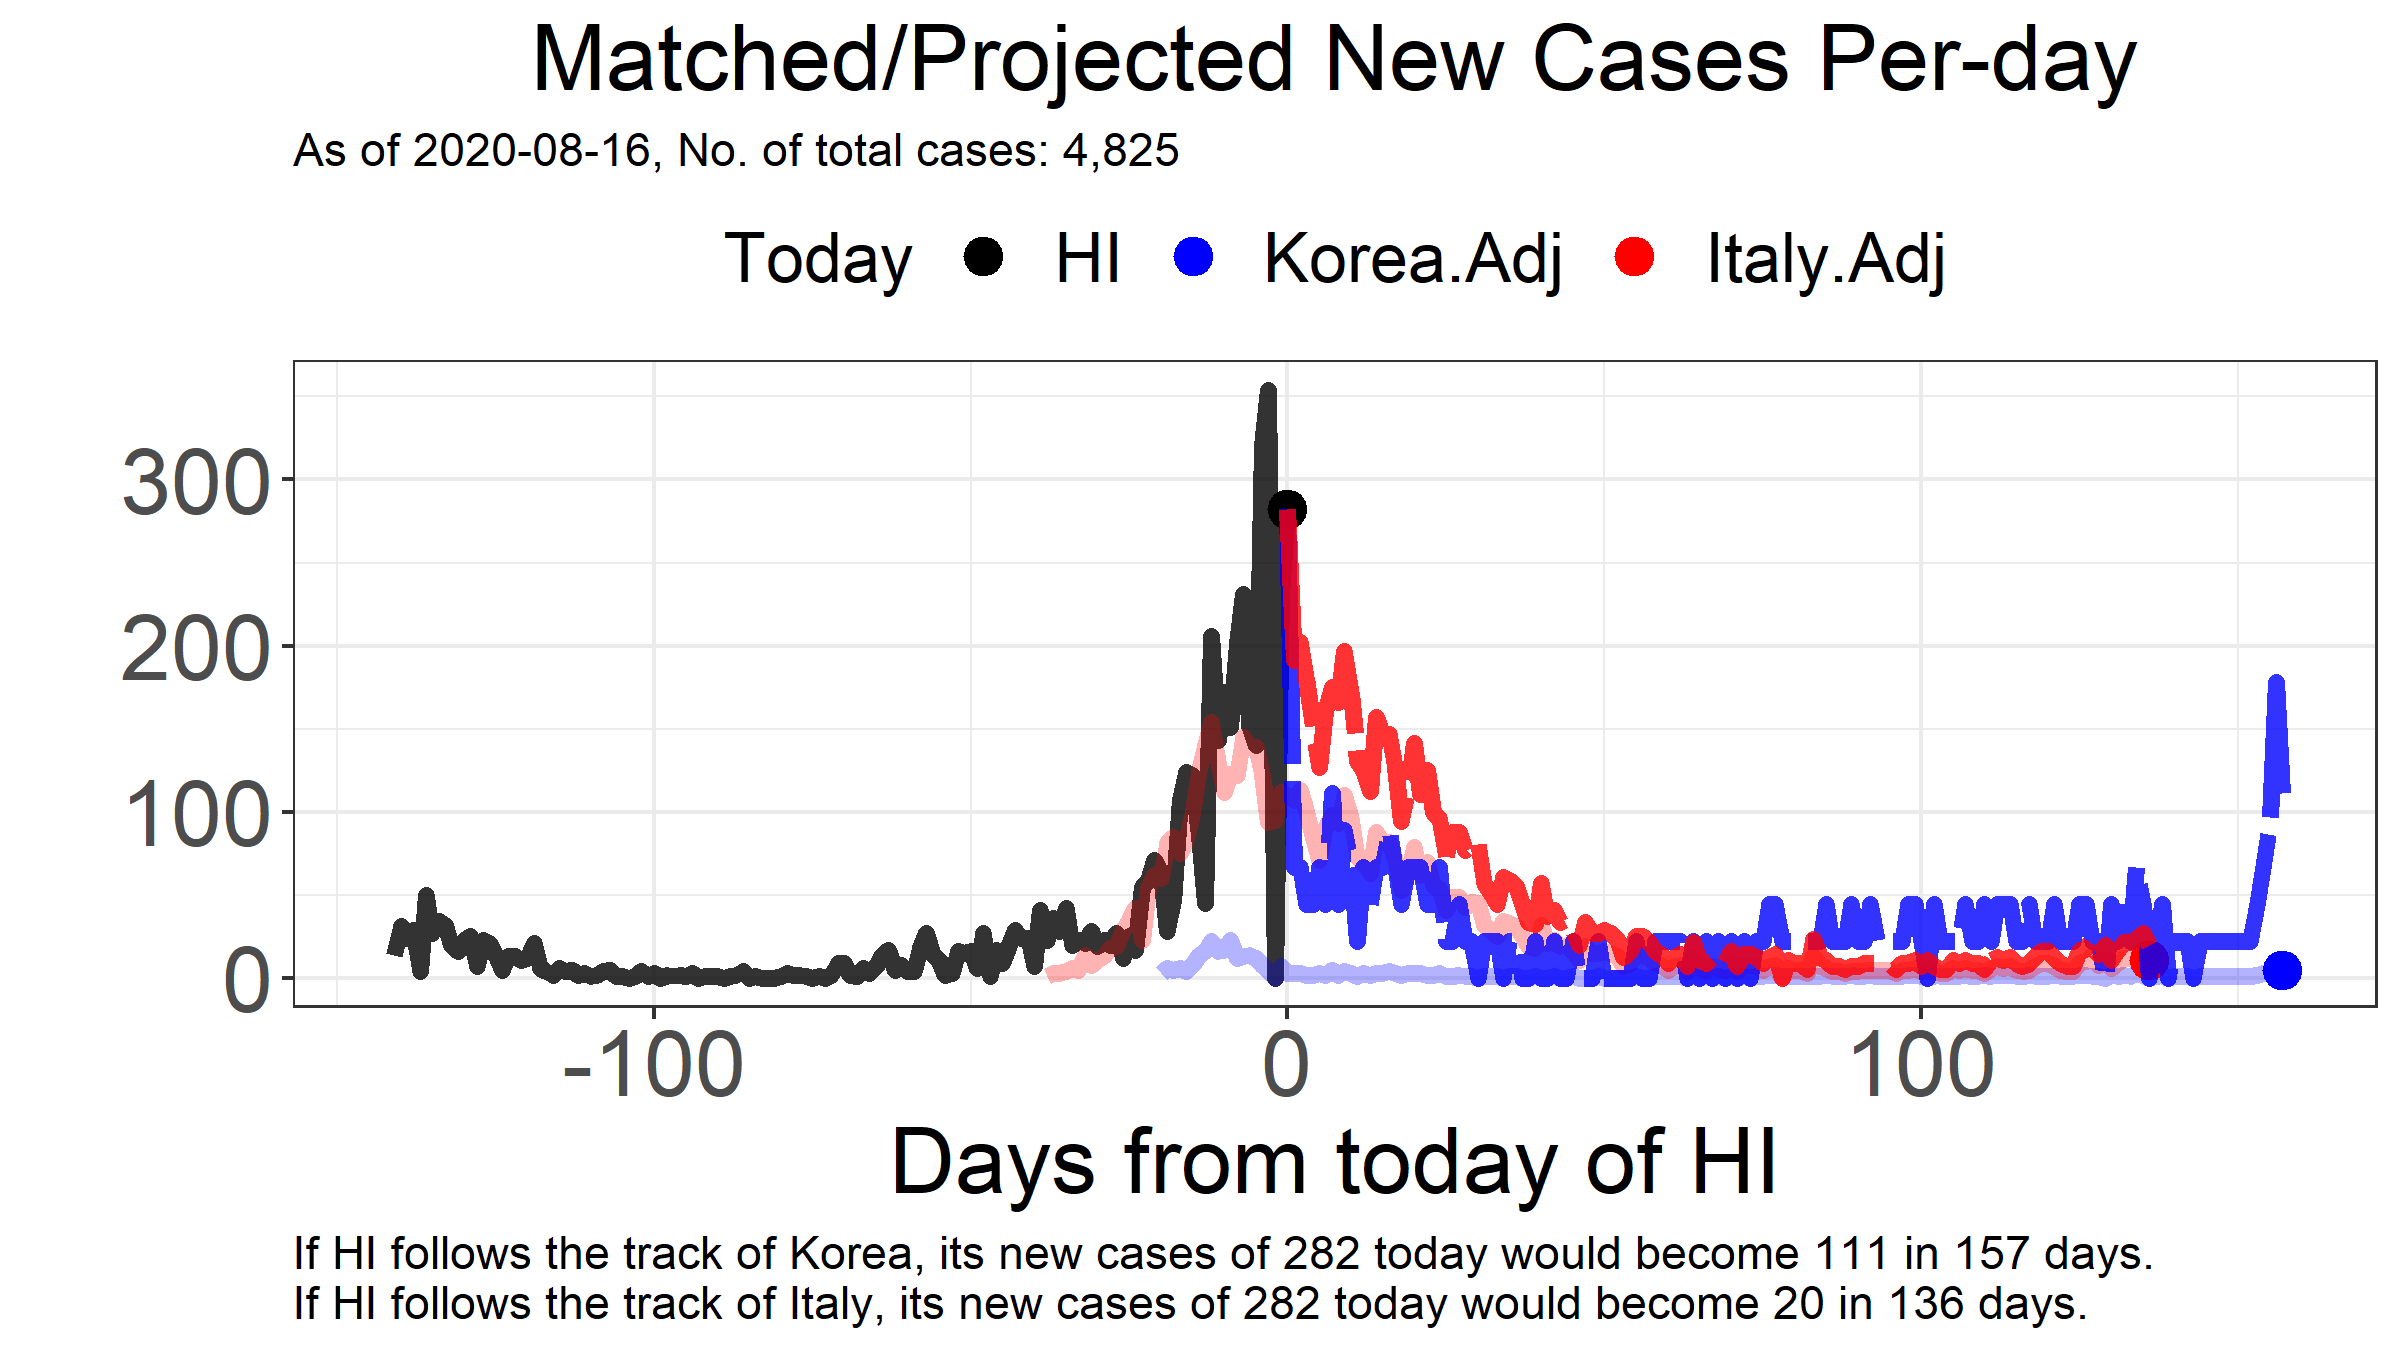 Matched/Projected New Cases Per-day
As of 2020-08-16, No. of total cases: 4,825
Today HI Korea.Adj Italy.Adj
300
200
100
0
-100 0 100
Days from today of HI
If HI follows the track of Korea, its new cases of 282 today would become 111 in 157 days.
If HI follows the track of Italy, its new cases of 282 today would become 20 in 136 days.